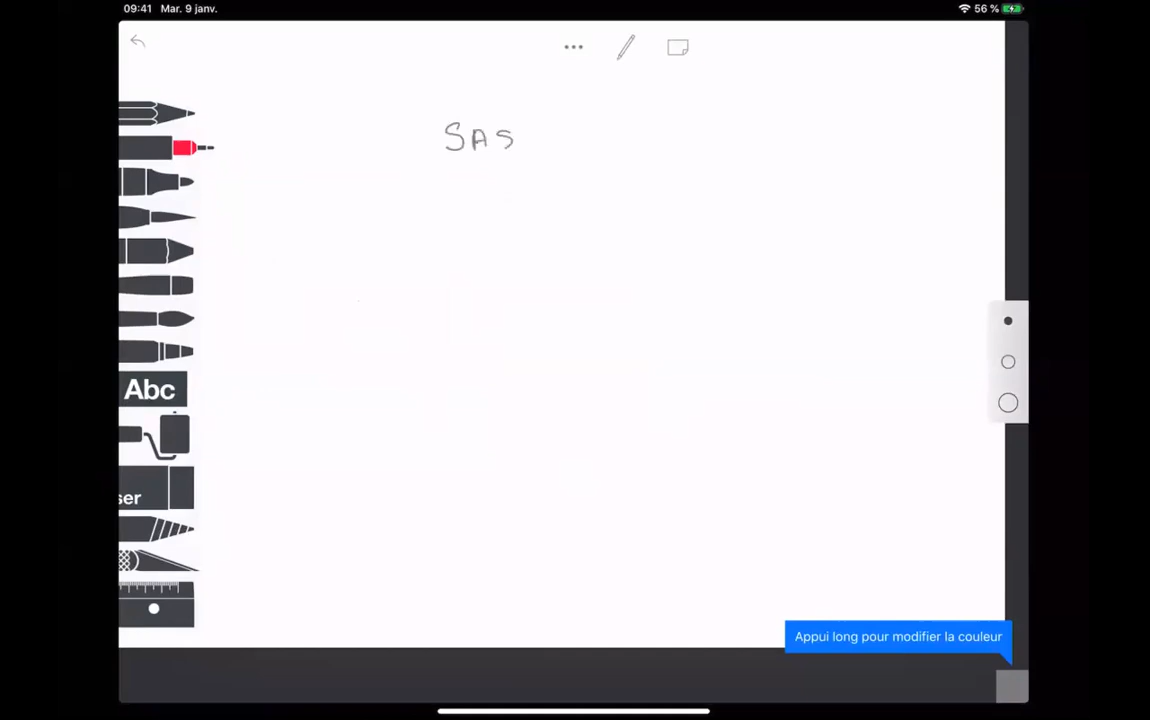 09:41 Mar. 9 janv. 56 %
SAS
Abc
ser
Appui long pour modifier la couleur